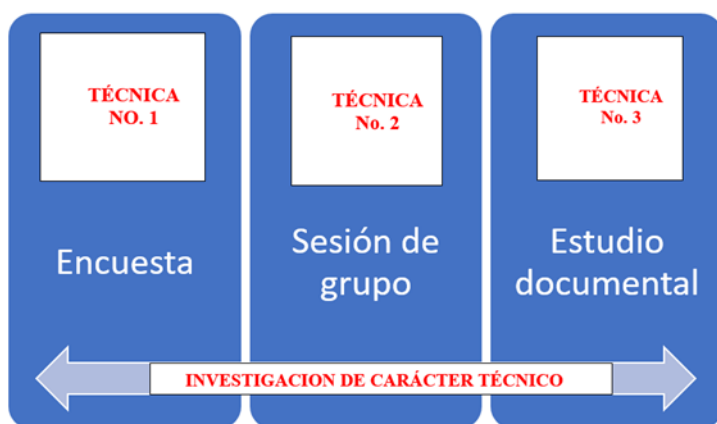 TÉCNICA
NO. 1
Encuesta
TÉCNICA
No. 2
Sesión de
grupo
TÉCNICA
No. 3
Estudio
documental
INVESTIGACION DE CARÁCTER TÉCNICO